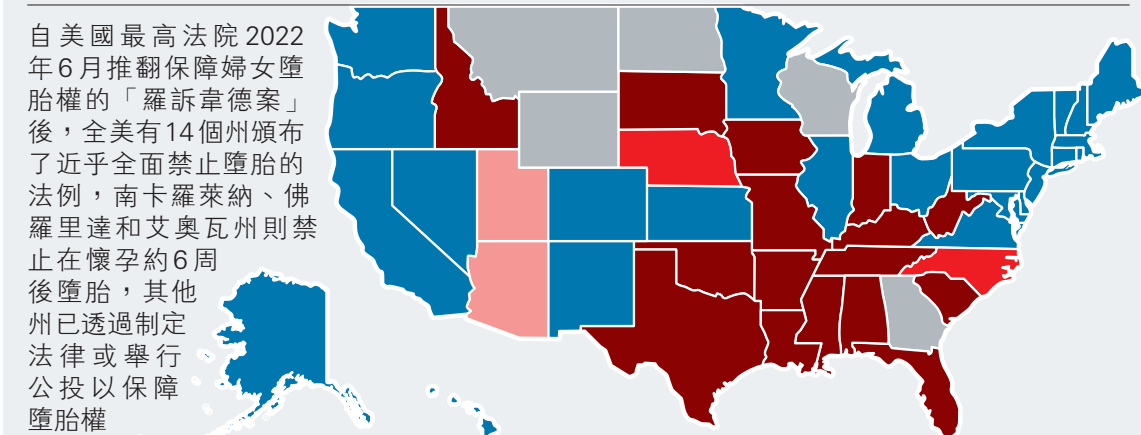 自美國最高法院2022
年6月推翻保障婦女墮
胎權的「羅訴韋德案」
後，全美有14個州頒布
了近乎全面禁止墮胎的
法例，南卡羅萊納、佛
羅里達和艾奧瓦州則禁
止在懷孕約6周
後墮胎，其他
州已透過制定
法律或舉行
公投以保障
墮胎權